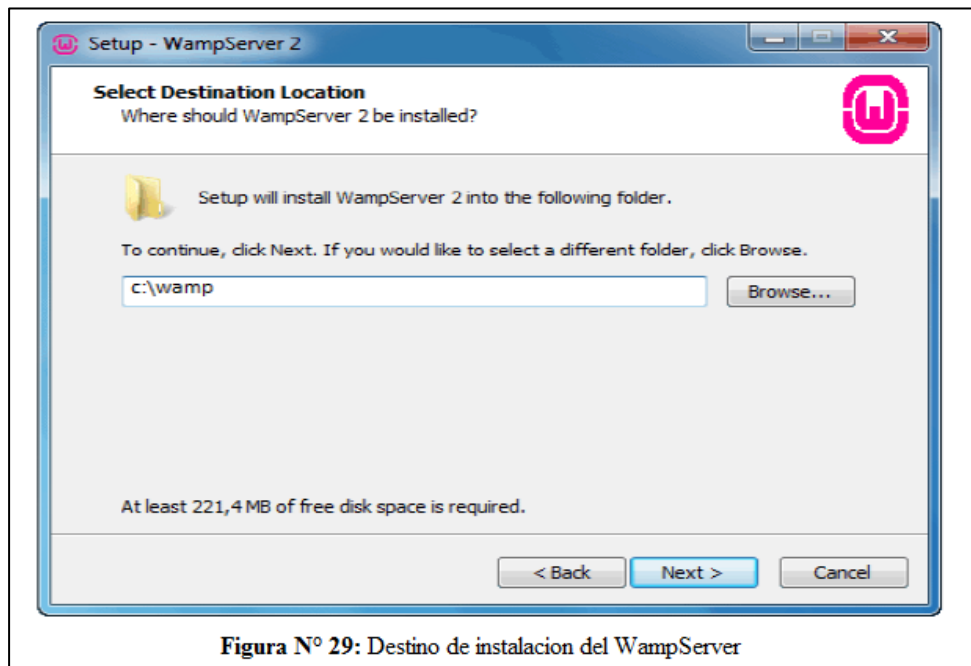 Setup - WampServer 2
Select Destination Location
Where should WampServer 2 be installed?
Setup will install WampServer 2 into the following folder.
To continue, click Next. If you would like to select a different folder, click Browse.
c:\wamp
Browse...
At least 221,4 MB of free disk space is required.
< Back
Next >
Cancel
Figura N° 29: Destino de instalacion del WampServer